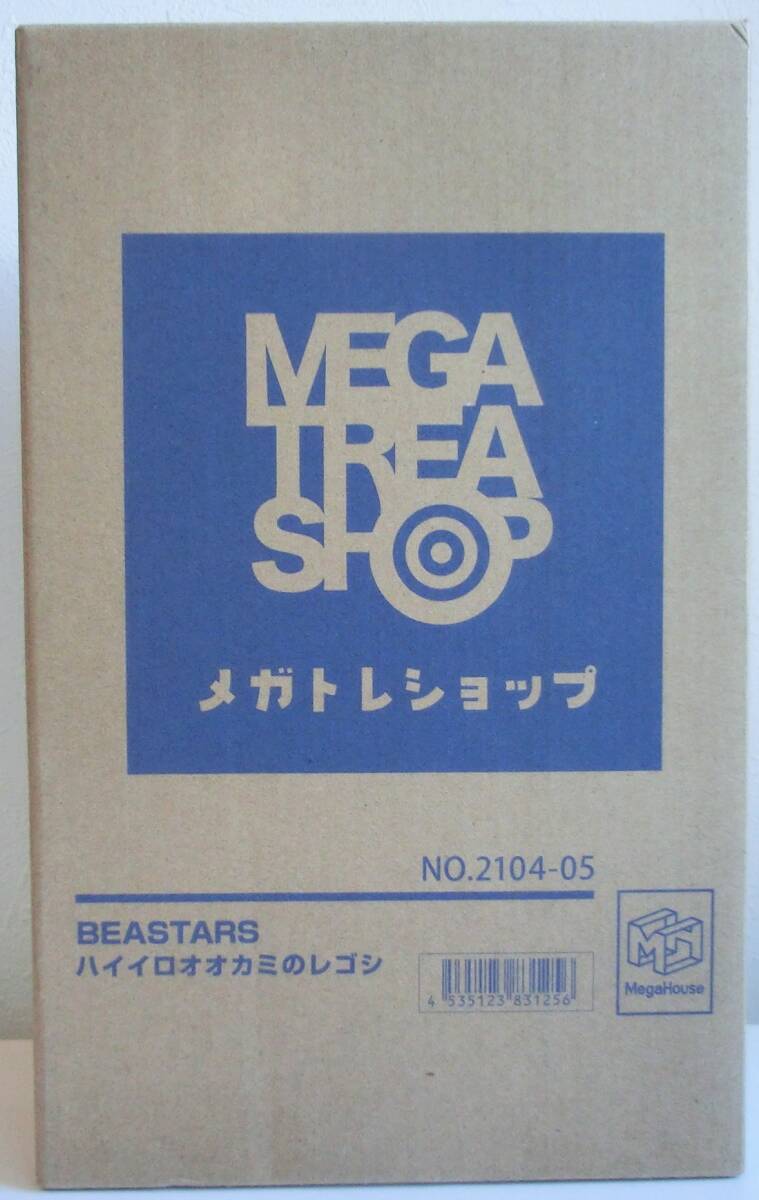 MEGA
TREA
SHOP
メガトレショップ
NO.2104-05
BEASTARS
ハイイロオオカミのレゴシ
4 535123 831256
MH
MegaHouse